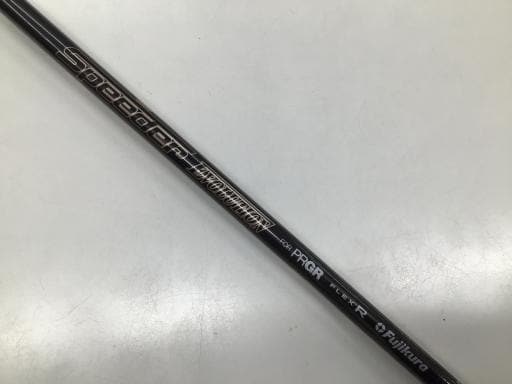 SPEEDER EVOLUTION FOR PRGR FLEX R Fujikura